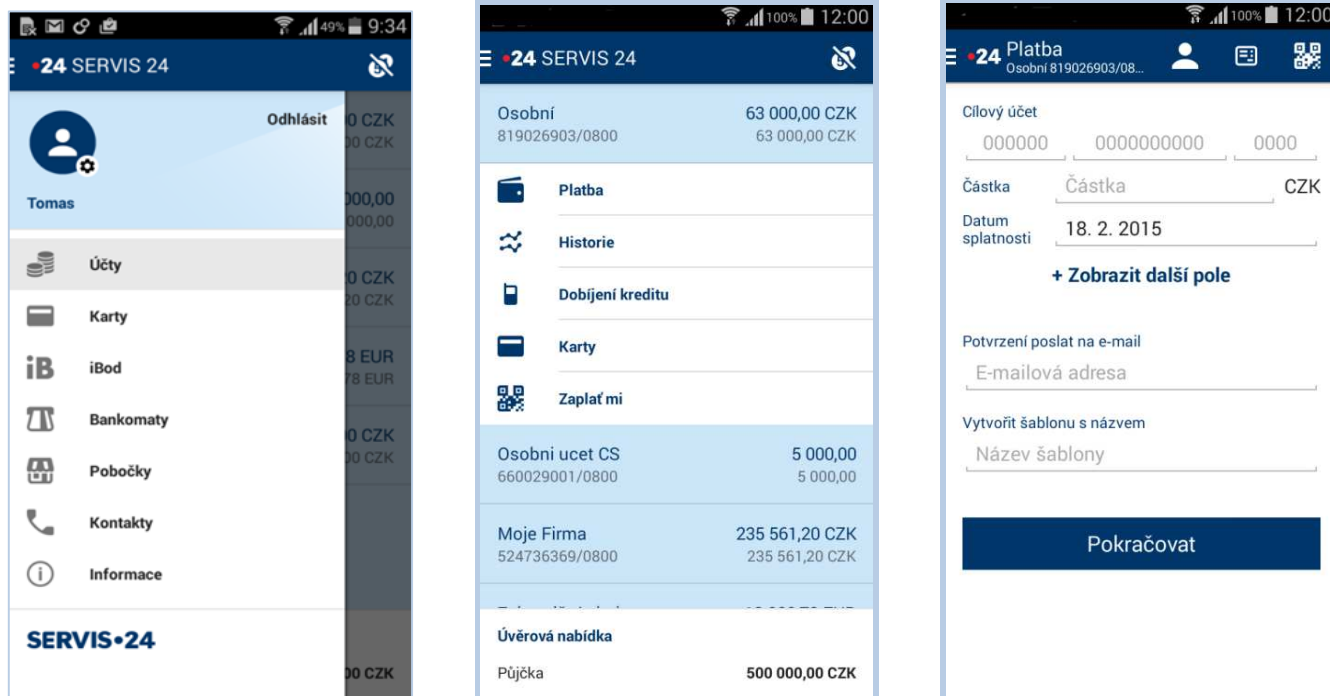 49% 9:34
24 SERVIS 24
Odhlásit
0 CZK
00 CZK
Tomas
000,00
000,00
Účty
0 CZK
20 CZK
Karty
iB iBod
8 EUR
78 EUR
Bankomaty
0 CZK
00 CZK
Pobočky
Kontakty
Informace
SERVIS•24
00 CZK
100% 12:00
24 SERVIS 24
Osobní 63 000,00 CZK
819026903/0800 63 000,00 CZK
Platba
Historie
Dobíjení kreditu
Karty
Zaplať mi
Osobni ucet CS 5 000,00
660029001/0800 5 000,00
Moje Firma 235 561,20 CZK
524736369/0800 235 561,20 CZK
Úvěrová nabídka
Půjčka 500 000,00 CZK
100% 12:00
24 Platba
Osobní 819026903/08...
Cílový účet
000000 0000000000 0000
Částka Částka CZK
Datum
splatnosti 18. 2. 2015
+ Zobrazit další pole
Potvrzení poslat na e-mail
E-mailová adresa
Vytvořit šablonu s názvem
Název šablony
Pokračovat